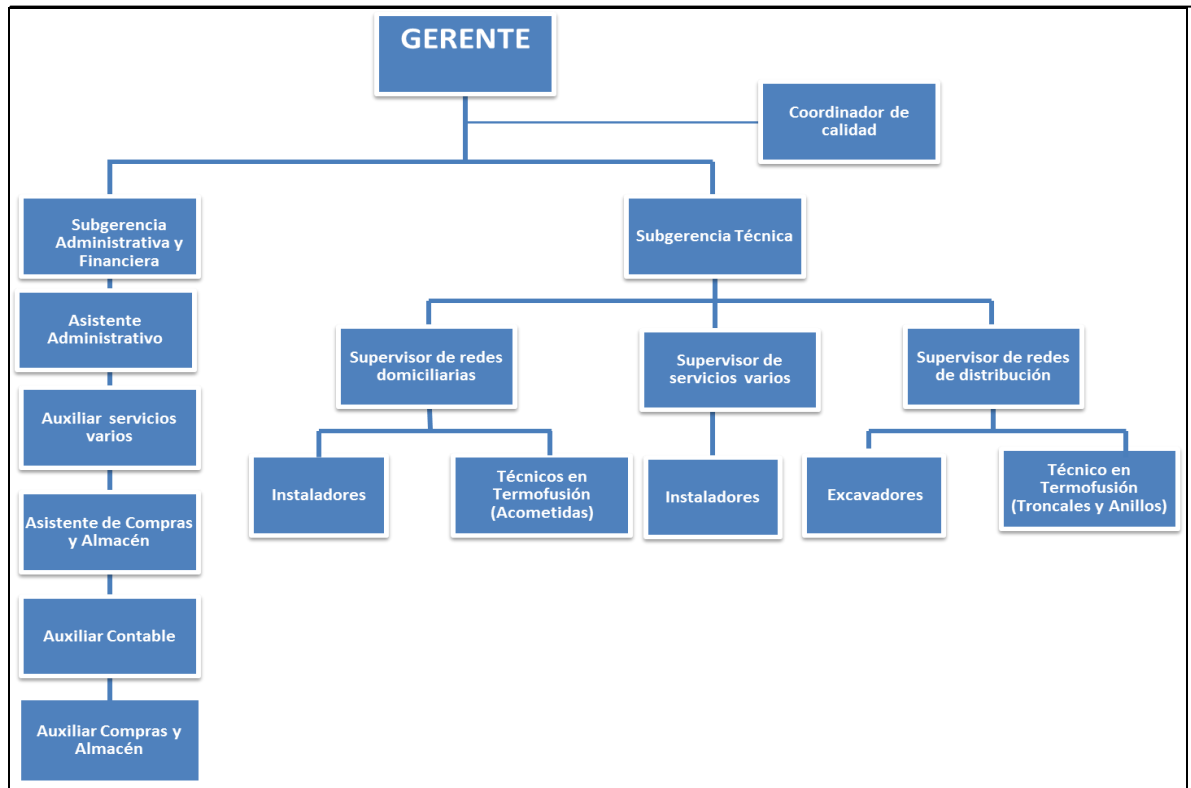 GERENTE
Coordinador de
calidad
Subgerencia
Administrativa y
Financiera
Subgerencia Técnica
Asistente
Administrativo
Supervisor de redes
domiciliarias
Supervisor de
servicios varios
Supervisor de redes
de distribución
Auxiliar servicios
varios
Instaladores
Técnicos en
Termofusión
(Acometidas)
Instaladores
Excavadores
Técnico en
Termofusión
(Troncales y Anillos)
Asistente de Compras
y Almacén
Auxiliar Contable
Auxiliar Compras y
Almacén